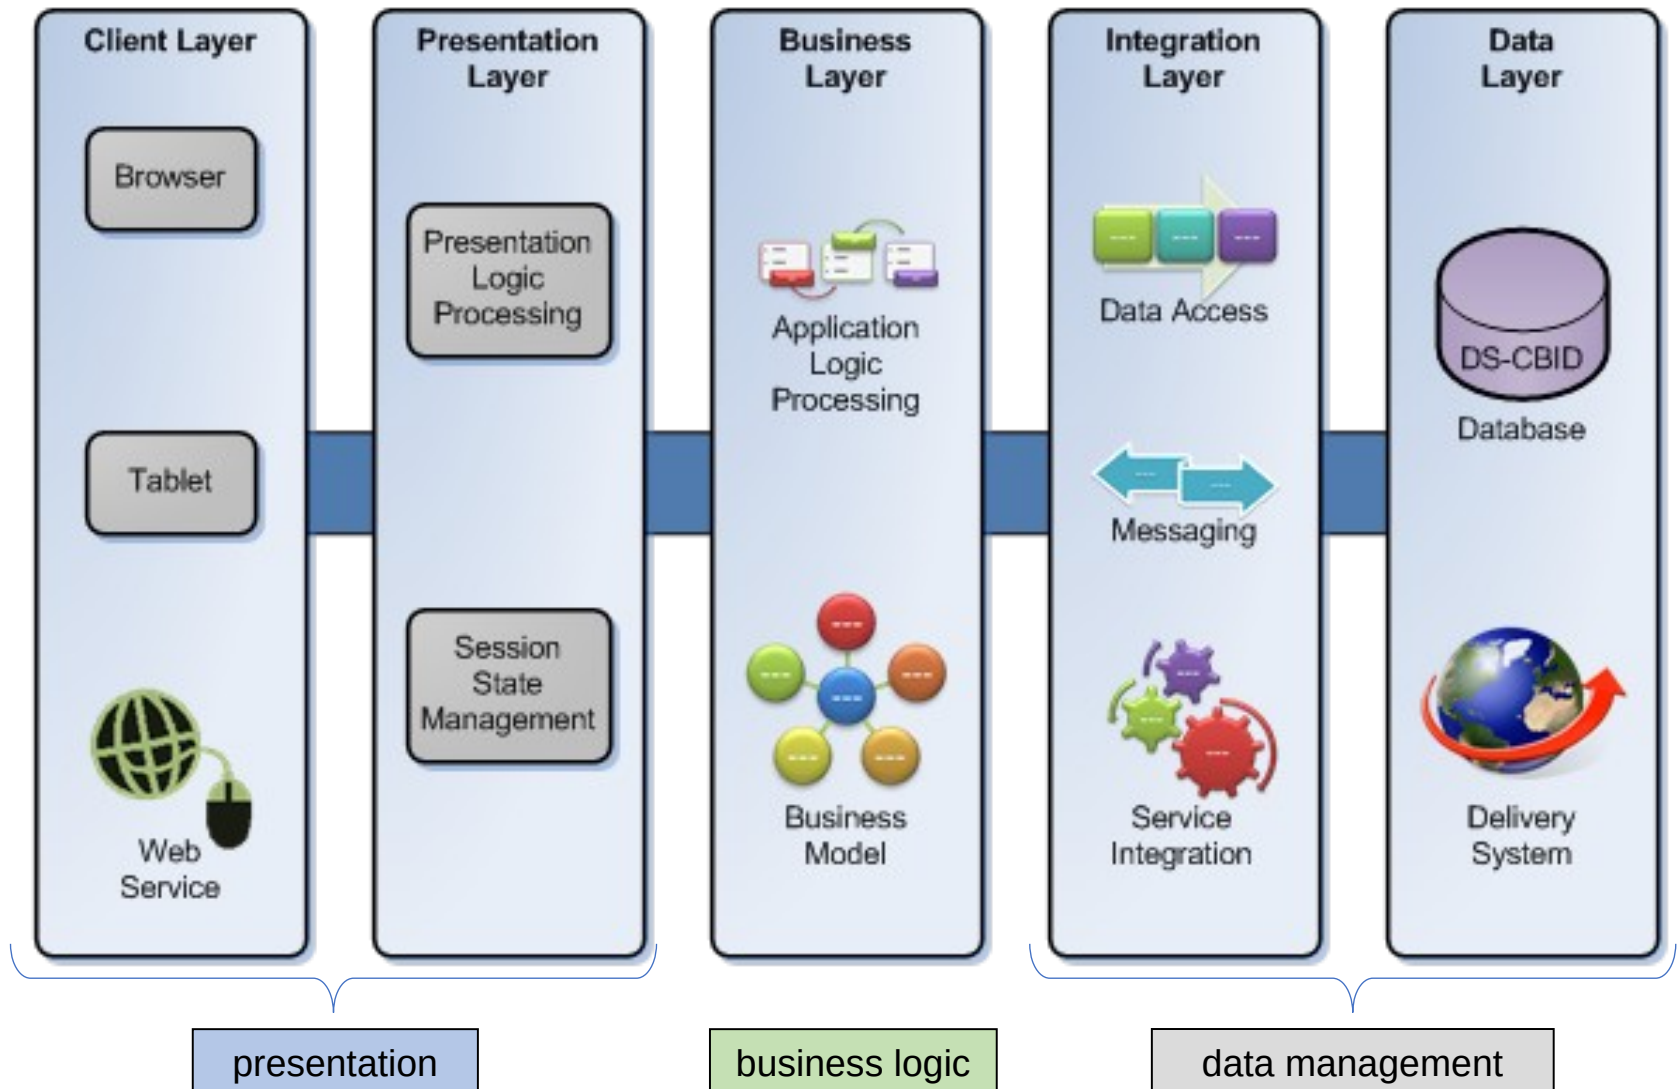 Client Layer
Browser
Tablet
Web
Service
Presentation
Layer
Presentation
Logic
Processing
Session
State
Management
Business
Layer
Application
Logic
Processing
Business
Model
Integration
Layer
---
---
---
Data Access
---
---
Messaging
---
---
---
Service
Integration
Data
Layer
DS-CBID
Database
Delivery
System
presentation
business logic
data management